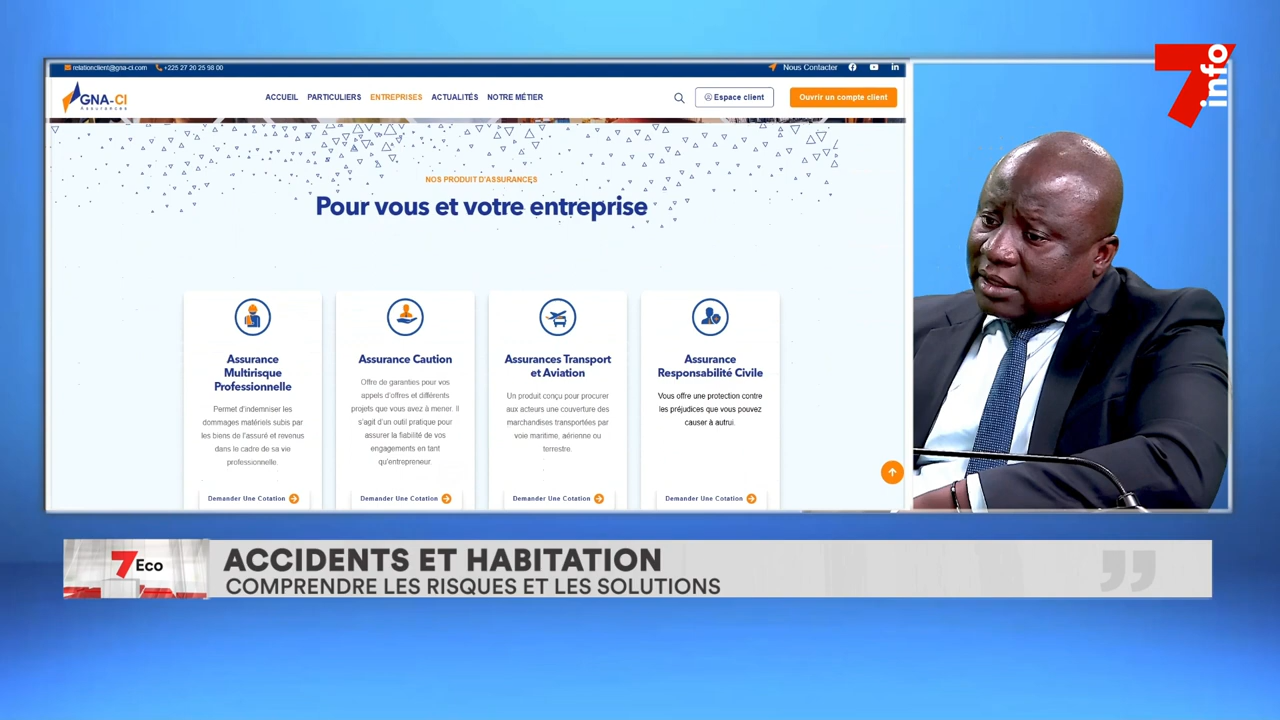 relationclient@gna-ci.com +225 27 20 25 98 00
Nous Contacter
GNA-CI
Assurances
ACCUEIL PARTICULIERS ENTREPRISES ACTUALITÉS NOTRE MÉTIER
Espace client
Ouvrir un compte client
7info
NOS PRODUIT D'ASSURANCES
Pour vous et votre entreprise
Assurance
Multirisque
Professionnelle
Permet d'indemniser les
dommages matériels subis par
les biens de l'assuré et revenus
dans le cadre de sa vie
professionnelle.
Demander Une Cotation
Assurance Caution
Offre de garanties pour vos
appels d'offres et différents
projets que vous avez à mener. Il
s'agit d'un outil pratique pour
assurer la fiabilité de vos
engagements en tant
qu'entrepreneur.
Demander Une Cotation
Assurances Transport
et Aviation
Un produit conçu pour procurer
aux acteurs une couverture des
marchandises transportées par
voie maritime, aérienne ou
terrestre.
Demander Une Cotation
Assurance
Responsabilité Civile
Vous offre une protection contre
les préjudices que vous pouvez
causer à autrui.
Demander Une Cotation
7 Eco
ACCIDENTS ET HABITATION
COMPRENDRE LES RISQUES ET LES SOLUTIONS